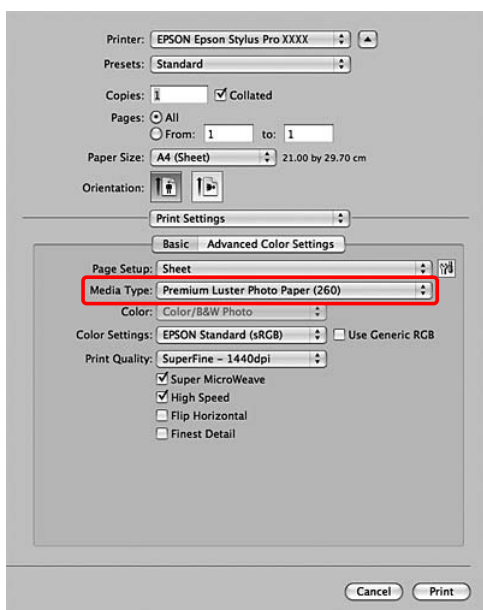 Printer: EPSON Epson Stylus Pro XXXX
Presets: Standard
Copies: 1 Collated
Pages: All
From: 1 to: 1
Paper Size: A4 (Sheet) 21.00 by 29.70 cm
Orientation:
Print Settings
Basic Advanced Color Settings
Page Setup: Sheet
Media Type: Premium Luster Photo Paper (260)
Color: Color/B&W Photo
Color Settings: EPSON Standard (sRGB) Use Generic RGB
Print Quality: SuperFine - 1440dpi
Super MicroWeave
High Speed
Flip Horizontal
Finest Detail
Cancel Print